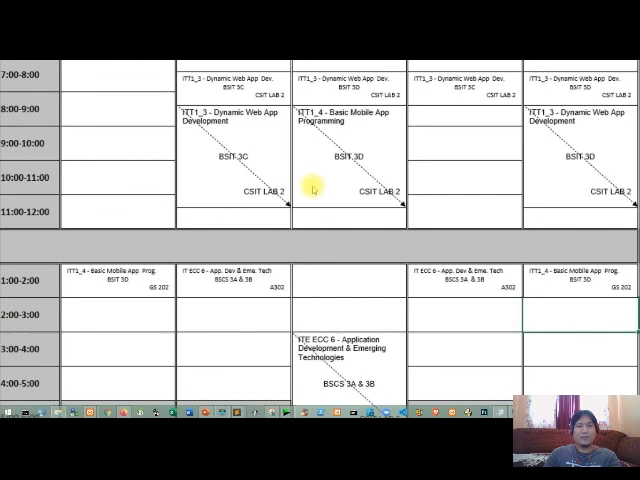 7:00-8:00
ITT1_3 - Dynamic Web App Dev.
BSIT 3C
CSIT LAB 2
ITT1_3 - Dynamic Web App Dev.
BSIT 3D
CSIT LAB 2
ITT1_3 - Dynamic Web App Dev.
BSIT 3C
CSIT LAB 2
ITT1_3 - Dynamic Web App Dev.
BSIT 3D
CSIT LAB 2
8:00-9:00
ITT1_3 - Dynamic Web App
Development
BSIT 3C
CSIT LAB 2
ITT1_4 - Basic Mobile App
Programming
BSIT 3D
CSIT LAB 2
ITT1_3 - Dynamic Web App
Development
BSIT 3D
CSIT LAB 2
9:00-10:00
10:00-11:00
11:00-12:00
1:00-2:00
ITT1_4 - Basic Mobile App Prog.
BSIT 3D
GS 202
IT ECC 6 - App. Dev & Eme. Tech
BSCS 3A & 3B
A302
IT ECC 6 - App. Dev & Eme. Tech
BSCS 3A & 3B
A302
ITT1_4 - Basic Mobile App Prog.
BSIT 3D
GS 202
2:00-3:00
3:00-4:00
ITE ECC 6 - Application
Development & Emerging
Technologies
BSCS 3A & 3B
4:00-5:00